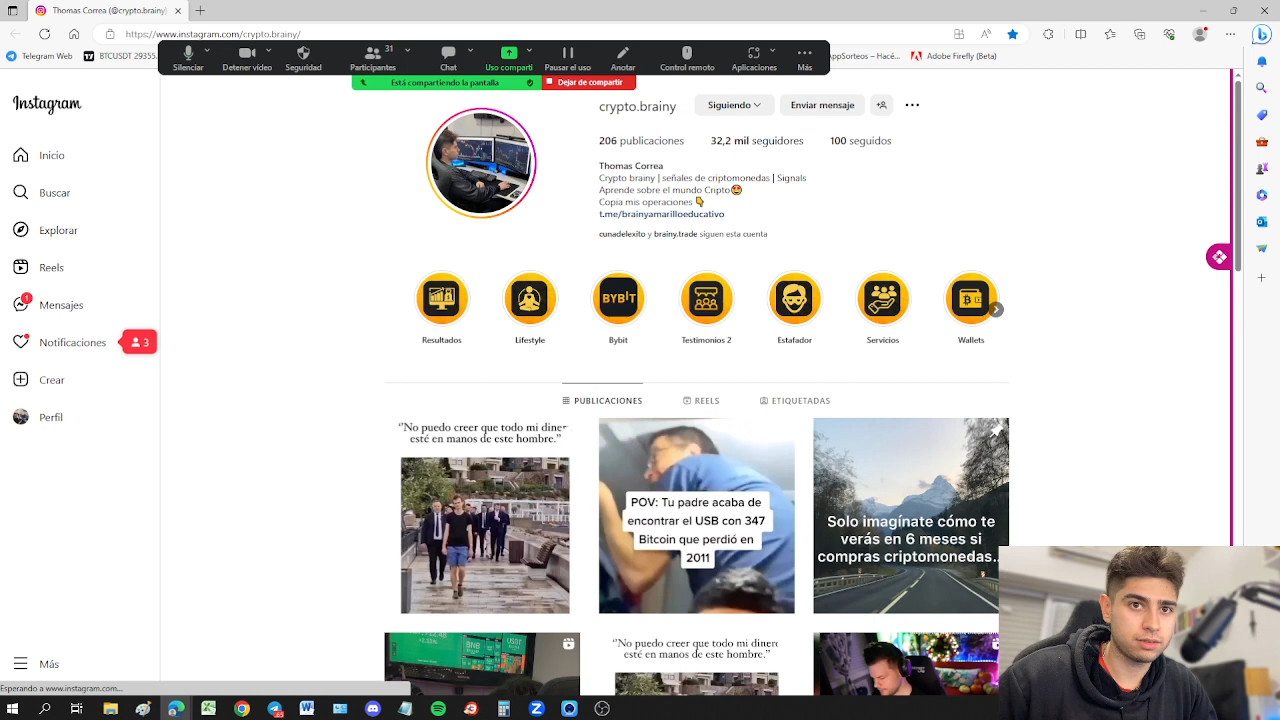 Instagram
Thomas Correa (@crypto.brainy)
https://www.instagram.com/crypto.brainy/
Telegram Web
BTCUSDT 29355.
AppSorteos – Hacé...
Adobe Firefly (Beta)
Silenciar
Detener vídeo
Seguridad
31
Participantes
Chat
Uso comparti
Pausar el uso
Anotar
Control remoto
Aplicaciones
Más
Está compartiendo la pantalla
Dejar de compartir
Inicio
Buscar
Explorar
Reels
1
Mensajes
Notificaciones
3
Crear
Perfil
Más
crypto.brainy
Siguiendo
Enviar mensaje
206 publicaciones
32,2 mil seguidores
100 seguidos
Thomas Correa
Crypto brainy | señales de criptomonedas | Signals
Aprende sobre el mundo Cripto🤩
Copia mis operaciones 👇
t.me/brainyamarilloeducativo
cunadelexito y brainy.trade siguen esta cuenta
BYBIT
Resultados
Lifestyle
Bybit
Testimonios 2
Estafador
Servicios
Wallets
PUBLICACIONES
REELS
ETIQUETADAS
“No puedo creer que todo mi diner
esté en manos de este hombre.”
POV: Tu padre acaba de
encontrar el USB con 347
Bitcoin que perdió en
2011
Solo imagínate cómo te
verás en 6 meses si
compras criptomonedas...
BNB
USDT
“No puedo creer que todo mi dinero
esté en manos de este hombre.”
Esperando a www.instagram.com...